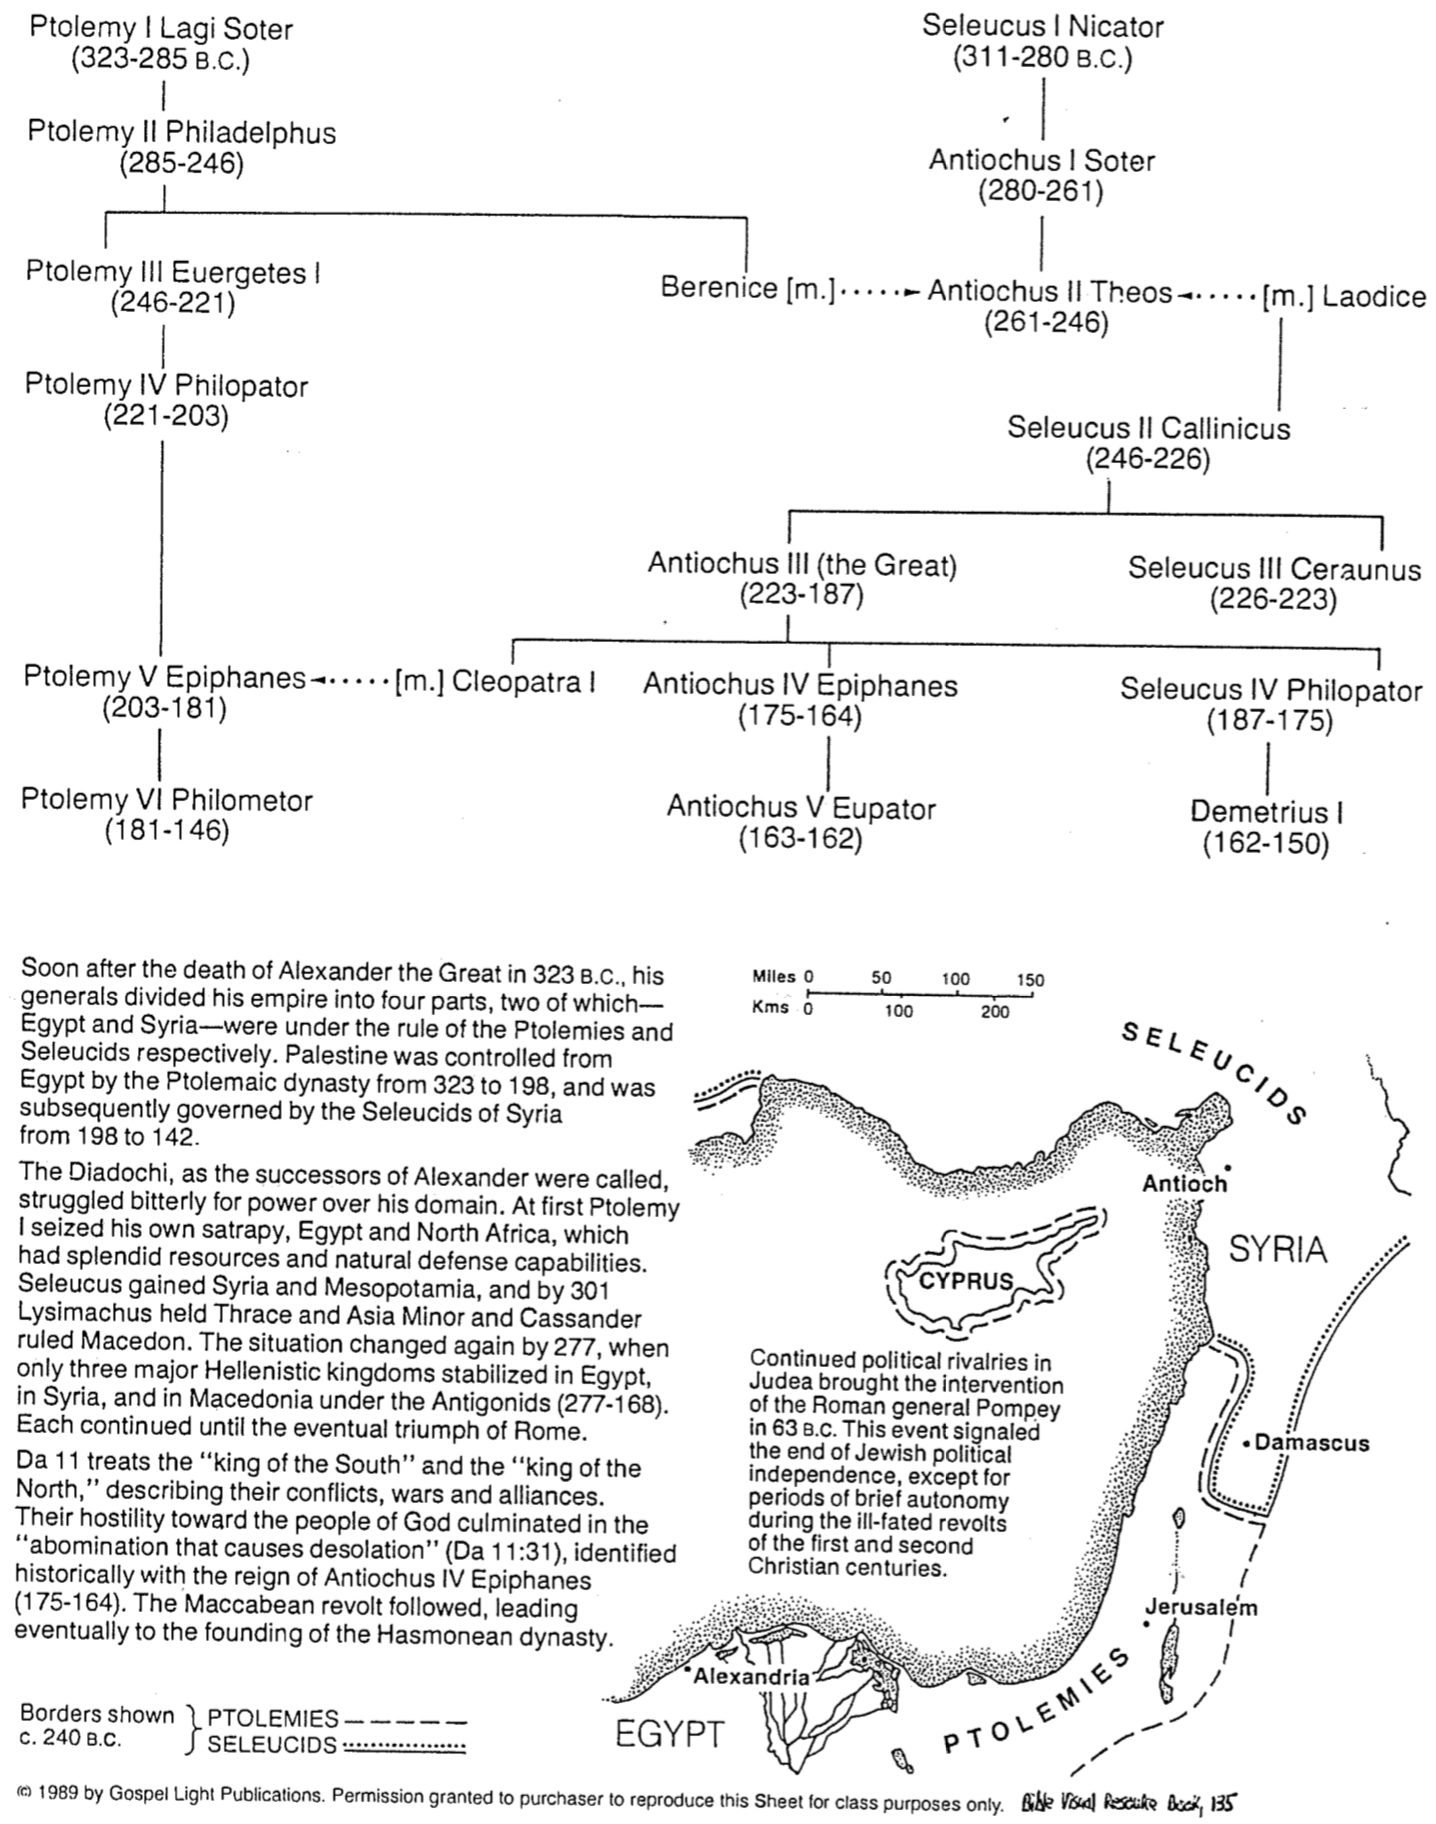 Ptolemy I Lagi Soter
(323-285 B.C.)
Seleucus I Nicator
(311-280 B.C.)
Ptolemy II Philadelphus
(285-246)
Antiochus I Soter
(280-261)
Ptolemy III Euergetes I
(246-221)
Berenice [m.]·····► Antiochus II Theos ◄·····[m.] Laodice
(261-246)
Ptolemy IV Philopator
(221-203)
Seleucus II Callinicus
(246-226)
Antiochus III (the Great)
(223-187)
Seleucus III Ceraunus
(226-223)
Ptolemy V Epiphanes ◄·····[m.] Cleopatra I
(203-181)
Antiochus IV Epiphanes
(175-164)
Seleucus IV Philopator
(187-175)
Ptolemy VI Philometor
(181-146)
Antiochus V Eupator
(163-162)
Demetrius I
(162-150)
Soon after the death of Alexander the Great in 323 B.C., his
generals divided his empire into four parts, two of which—
Egypt and Syria—were under the rule of the Ptolemies and
Seleucids respectively. Palestine was controlled from
Egypt by the Ptolemaic dynasty from 323 to 198, and was
subsequently governed by the Seleucids of Syria
from 198 to 142.
The Diadochi, as the successors of Alexander were called,
struggled bitterly for power over his domain. At first Ptolemy
I seized his own satrapy, Egypt and North Africa, which
had splendid resources and natural defense capabilities.
Seleucus gained Syria and Mesopotamia, and by 301
Lysimachus held Thrace and Asia Minor and Cassander
ruled Macedon. The situation changed again by 277, when
only three major Hellenistic kingdoms stabilized in Egypt,
in Syria, and in Macedonia under the Antigonids (277-168).
Each continued until the eventual triumph of Rome.
Da 11 treats the “king of the South” and the “king of the
North,” describing their conflicts, wars and alliances.
Their hostility toward the people of God culminated in the
“abomination that causes desolation” (Da 11:31), identified
historically with the reign of Antiochus IV Epiphanes
(175-164). The Maccabean revolt followed, leading
eventually to the founding of the Hasmonean dynasty.
Miles 0 50 100 150
Kms 0 100 200
SELEUCIDS
Antioch
SYRIA
CYPRUS
Continued political rivalries in
Judea brought the intervention
of the Roman general Pompey
in 63 B.C. This event signaled
the end of Jewish political
independence, except for
periods of brief autonomy
during the ill-fated revolts
of the first and second
Christian centuries.
Damascus
Jerusalem
Alexandria
EGYPT
PTOLEMIES
Borders shown
c. 240 B.C.
PTOLEMIES
SELEUCIDS
© 1989 by Gospel Light Publications. Permission granted to purchaser to reproduce this Sheet for class purposes only. Bible Visual Resource Book, 135